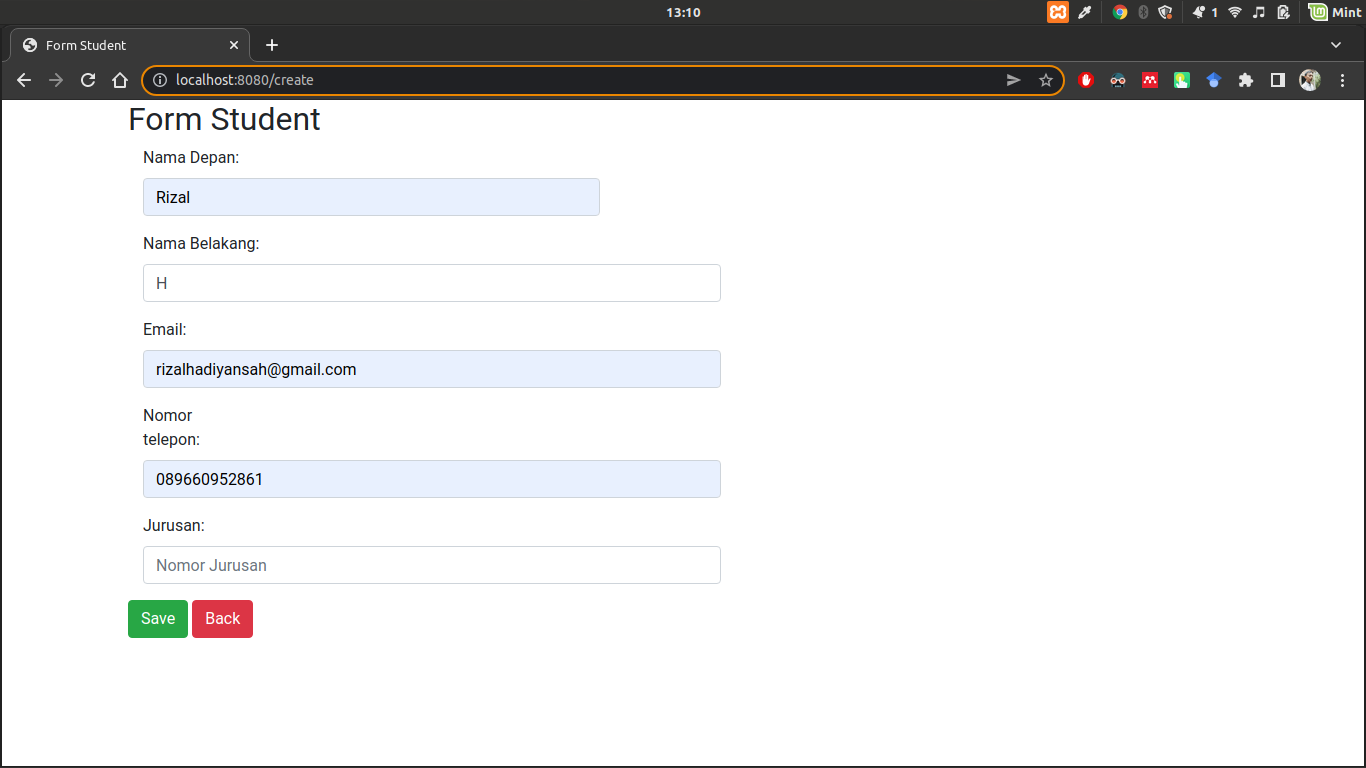 13:10
1
Mint
Form Student
localhost:8080/create
Form Student
Nama Depan:
Rizal
Nama Belakang:
H
Email:
rizalhadiyansah@gmail.com
Nomor
telepon:
089660952861
Jurusan:
Nomor Jurusan
Save Back